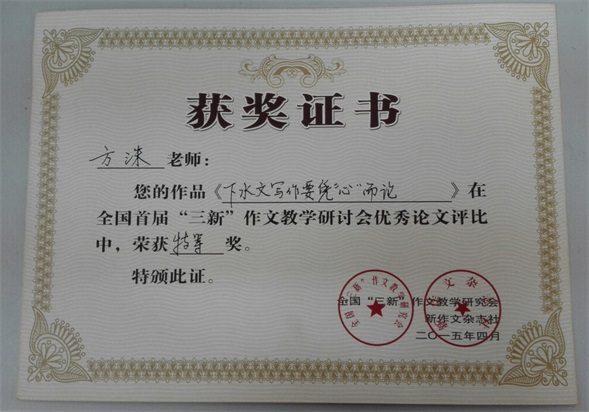 获奖证书
方涑 老师：
您的作品《下水文写作要凭“心”而论》在
全国首届“三新”作文教学研讨会优秀论文评比
中，荣获特等奖。
特颁此证。
全国“三新”作文教学研究会
新作文杂志社
二〇一五年四月